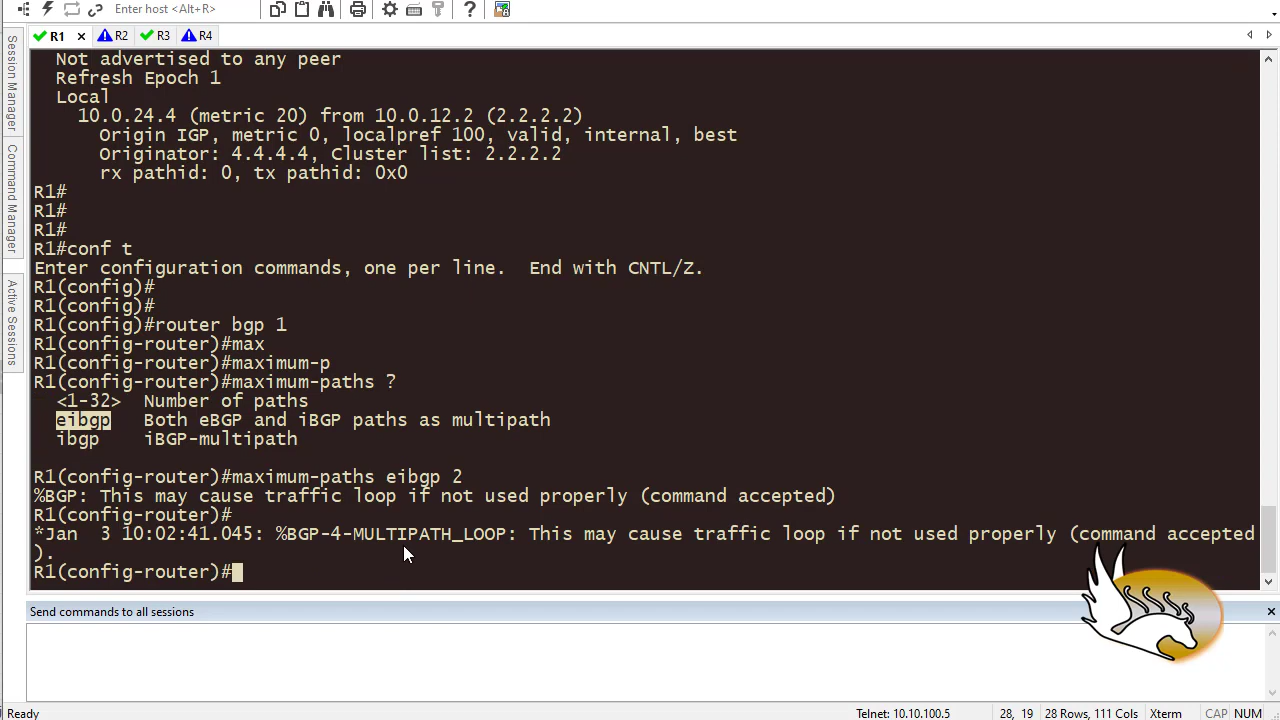 Enter host <Alt+R>
R1 × R2 R3 R4
Session Manager
Command Manager
Active Sessions
Not advertised to any peer
Refresh Epoch 1
Local
10.0.24.4 (metric 20) from 10.0.12.2 (2.2.2.2)
Origin IGP, metric 0, localpref 100, valid, internal, best
Originator: 4.4.4.4, Cluster list: 2.2.2.2
rx pathid: 0, tx pathid: 0x0
R1#
R1#
R1#
R1#conf t
Enter configuration commands, one per line.  End with CNTL/Z.
R1(config)#
R1(config)#
R1(config)#router bgp 1
R1(config-router)#max
R1(config-router)#maximum-p
R1(config-router)#maximum-paths ?
<1-32>  Number of paths
eibgp   Both eBGP and iBGP paths as multipath
ibgp    iBGP-multipath
R1(config-router)#maximum-paths eibgp 2
%BGP: This may cause traffic loop if not used properly (command accepted)
R1(config-router)#
*Jan  3 10:02:41.045: %BGP-4-MULTIPATH_LOOP: This may cause traffic loop if not used properly (command accepted
).
R1(config-router)#
Send commands to all sessions ×
Ready Telnet: 10.10.100.5 28, 19 28 Rows, 111 Cols Xterm CAP NUM